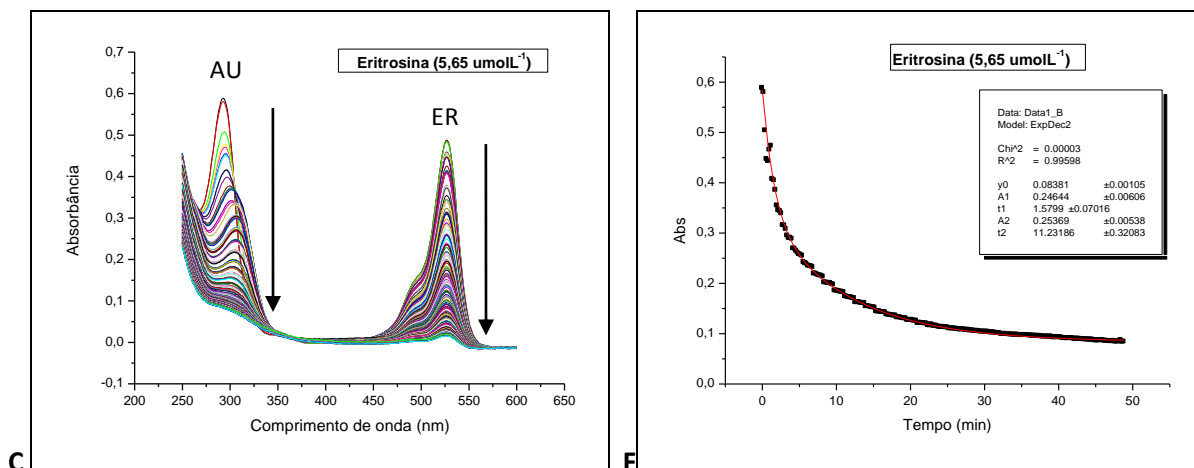 Eritrosina (5,65 umolL-1)
AU
ER
0,7
0,6
0,5
0,4
0,3
0,2
0,1
0,0
-0,1
Absorbância
200 250 300 350 400 450 500 550 600 650
Comprimento de onda (nm)
C
Eritrosina (5,65 umolL-1)
Data: Data1_B
Model: ExpDec2
Chi^2 = 0.00003
R^2 = 0.99598
y0 0.08381 ±0.00105
A1 0.24644 ±0.00606
t1 1.5799 ±0.07016
A2 0.25369 ±0.00538
t2 11.23186 ±0.32083
0,6
0,5
0,4
0,3
0,2
0,1
0,0
Abs
0 10 20 30 40 50
Tempo (min)